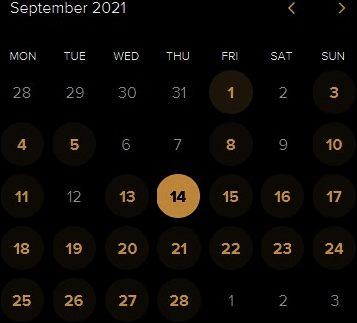 September 2021
MON TUE WED THU FRI SAT SUN
28 29 30 31 1 2 3
4 5 6 7 8 9 10
11 12 13 14 15 16 17
18 19 20 21 22 23 24
25 26 27 28 1 2 3